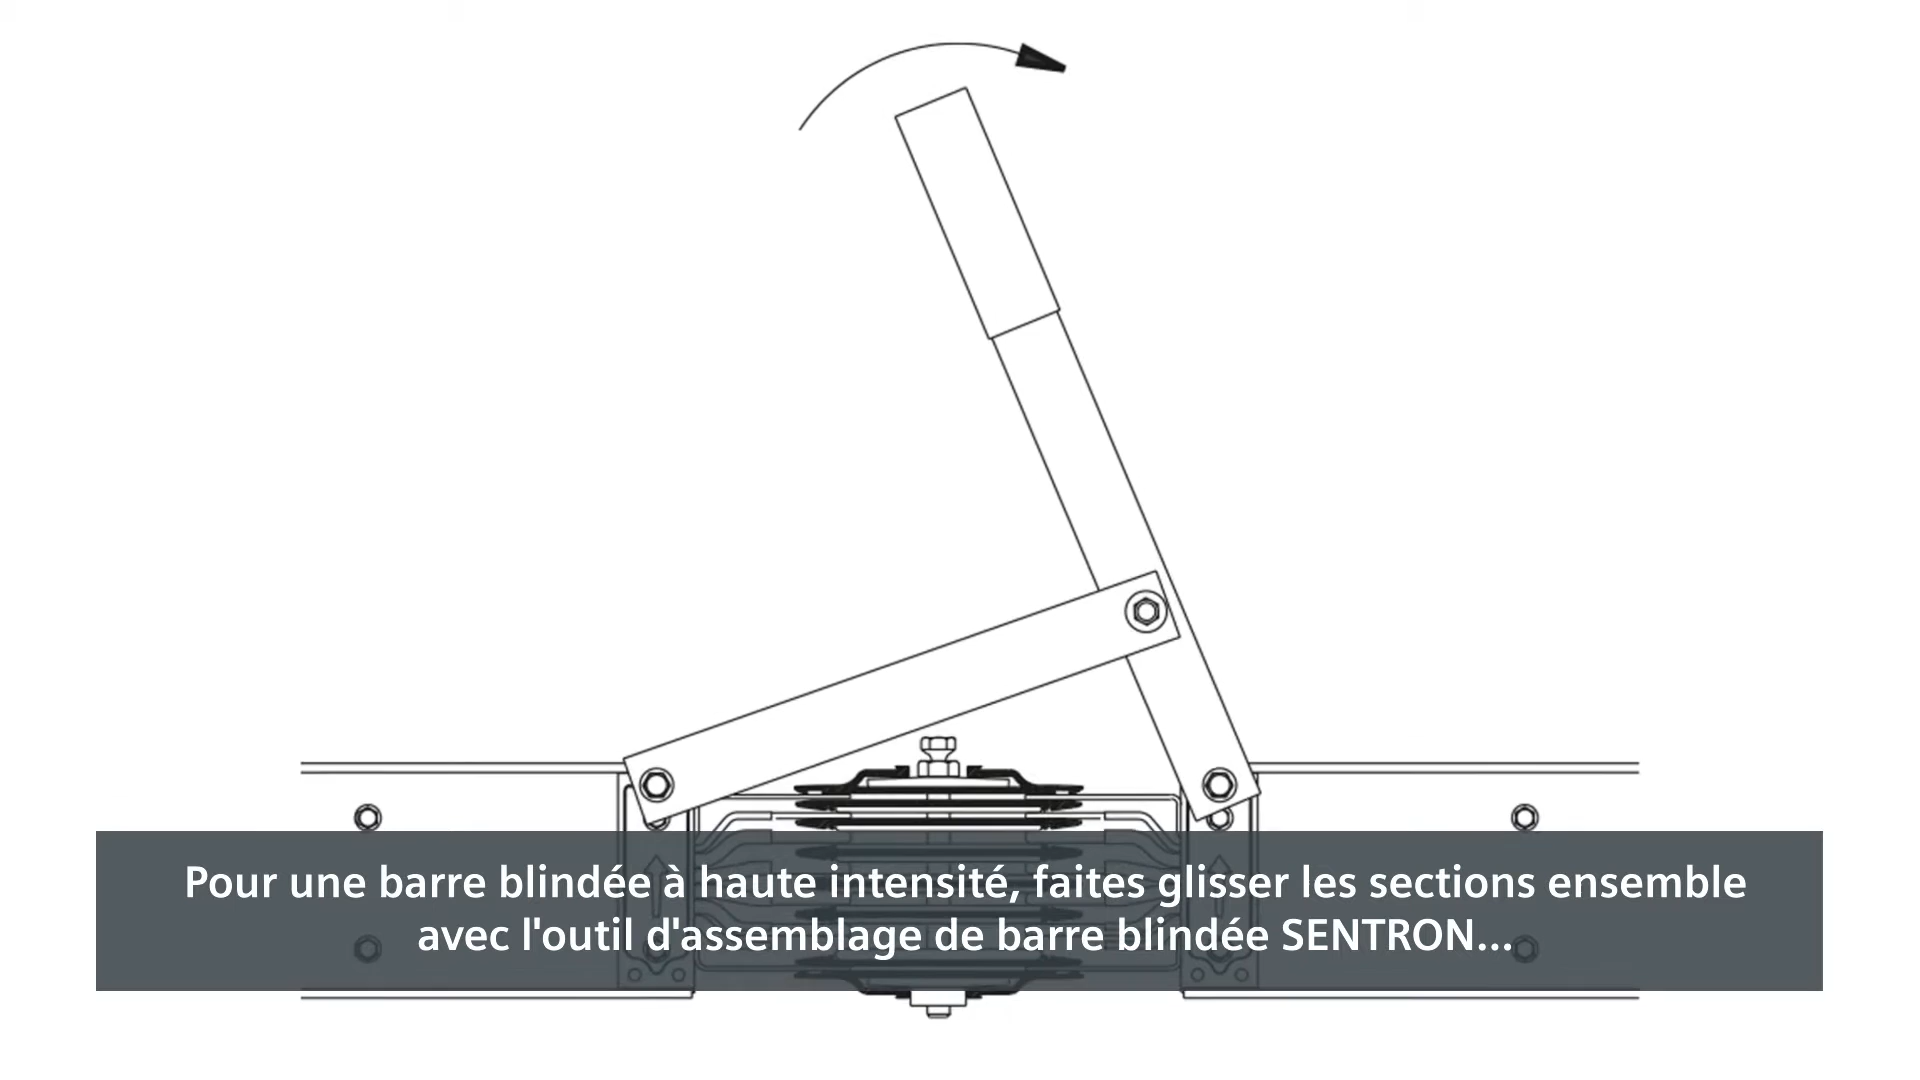 Pour une barre blindée à haute intensité, faites glisser les sections ensemble
avec l'outil d'assemblage de barre blindée SENTRON...